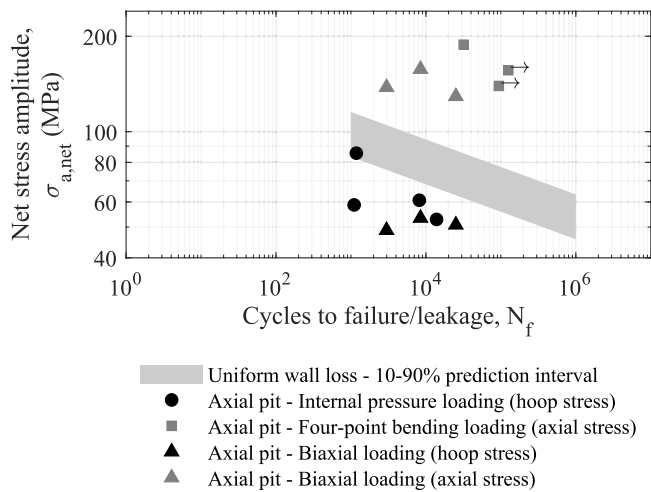 Net stress amplitude,
σ a,net (MPa)
200
100
80
60
40
10^0
10^2
10^4
10^6
Cycles to failure/leakage, N_f
Uniform wall loss - 10-90% prediction interval
Axial pit - Internal pressure loading (hoop stress)
Axial pit - Four-point bending loading (axial stress)
Axial pit - Biaxial loading (hoop stress)
Axial pit - Biaxial loading (axial stress)